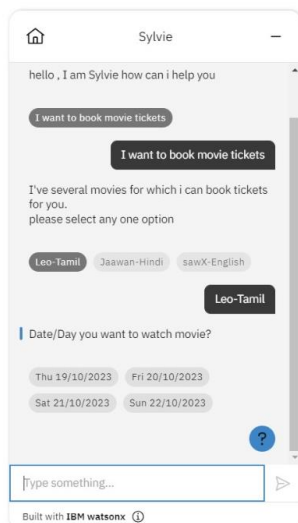 Sylvie
hello , I am Sylvie how can i help you
I want to book movie tickets
I want to book movie tickets
I've several movies for which i can book tickets
for you.
please select any one option
Leo-Tamil Jaawan-Hindi sawX-English
Leo-Tamil
Date/Day you want to watch movie?
Thu 19/10/2023 Fri 20/10/2023
Sat 21/10/2023 Sun 22/10/2023
?
Type something...
Built with IBM watsonx i